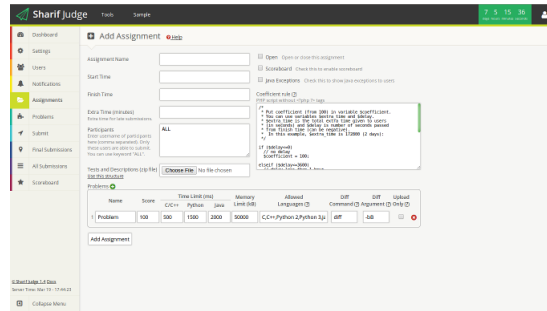 Sharif Judge
Tools
Sample
7 5 15 36
Dashboard
Settings
Users
Notifications
Assignments
Problems
Submit
Final Submissions
All Submissions
Scoreboard
© Sharif Judge 1.4 Docs
Collapse Menu
Add Assignment
Help
Assignment Name
Start Time
Finish Time
Extra Time (minutes)
Extra time for late submissions.
Participants
Enter username of participants
here (comma separated). Only
these users are able to submit.
You can use keyword "ALL".
ALL
Tests and Descriptions (zip file)
Use this structure
Choose File No file chosen
Open Open or close this assignment
Scoreboard Check this to enable scoreboard
Java Exceptions Check this to show java exceptions to users
Coefficient rule (?)
PHP script without <?php ?> tags
/*
* Put coefficient (from 100) in variable $coefficient.
* You can use variables $extra_time and $delay.
* $extra_time is the total extra time given to users
* (in seconds) and $delay is number of seconds passed
* from finish time (can be negative).
* In this example, $extra_time is 172800 (2 days):
*/
if ($delay<=0)
// no delay
$coefficient = 100;
elseif ($delay<=3600)
Problems
Name
Score
Time Limit (ms)
C/C++ Python Java
Memory
Limit (kB)
Allowed
Languages (?)
Diff
Command (?)
Diff
Argument (?)
Upload
Only (?)
1 Problem 100 500 1500 2000 50000 C,C++,Python 2,Python 3,Ja diff -bB
Add Assignment